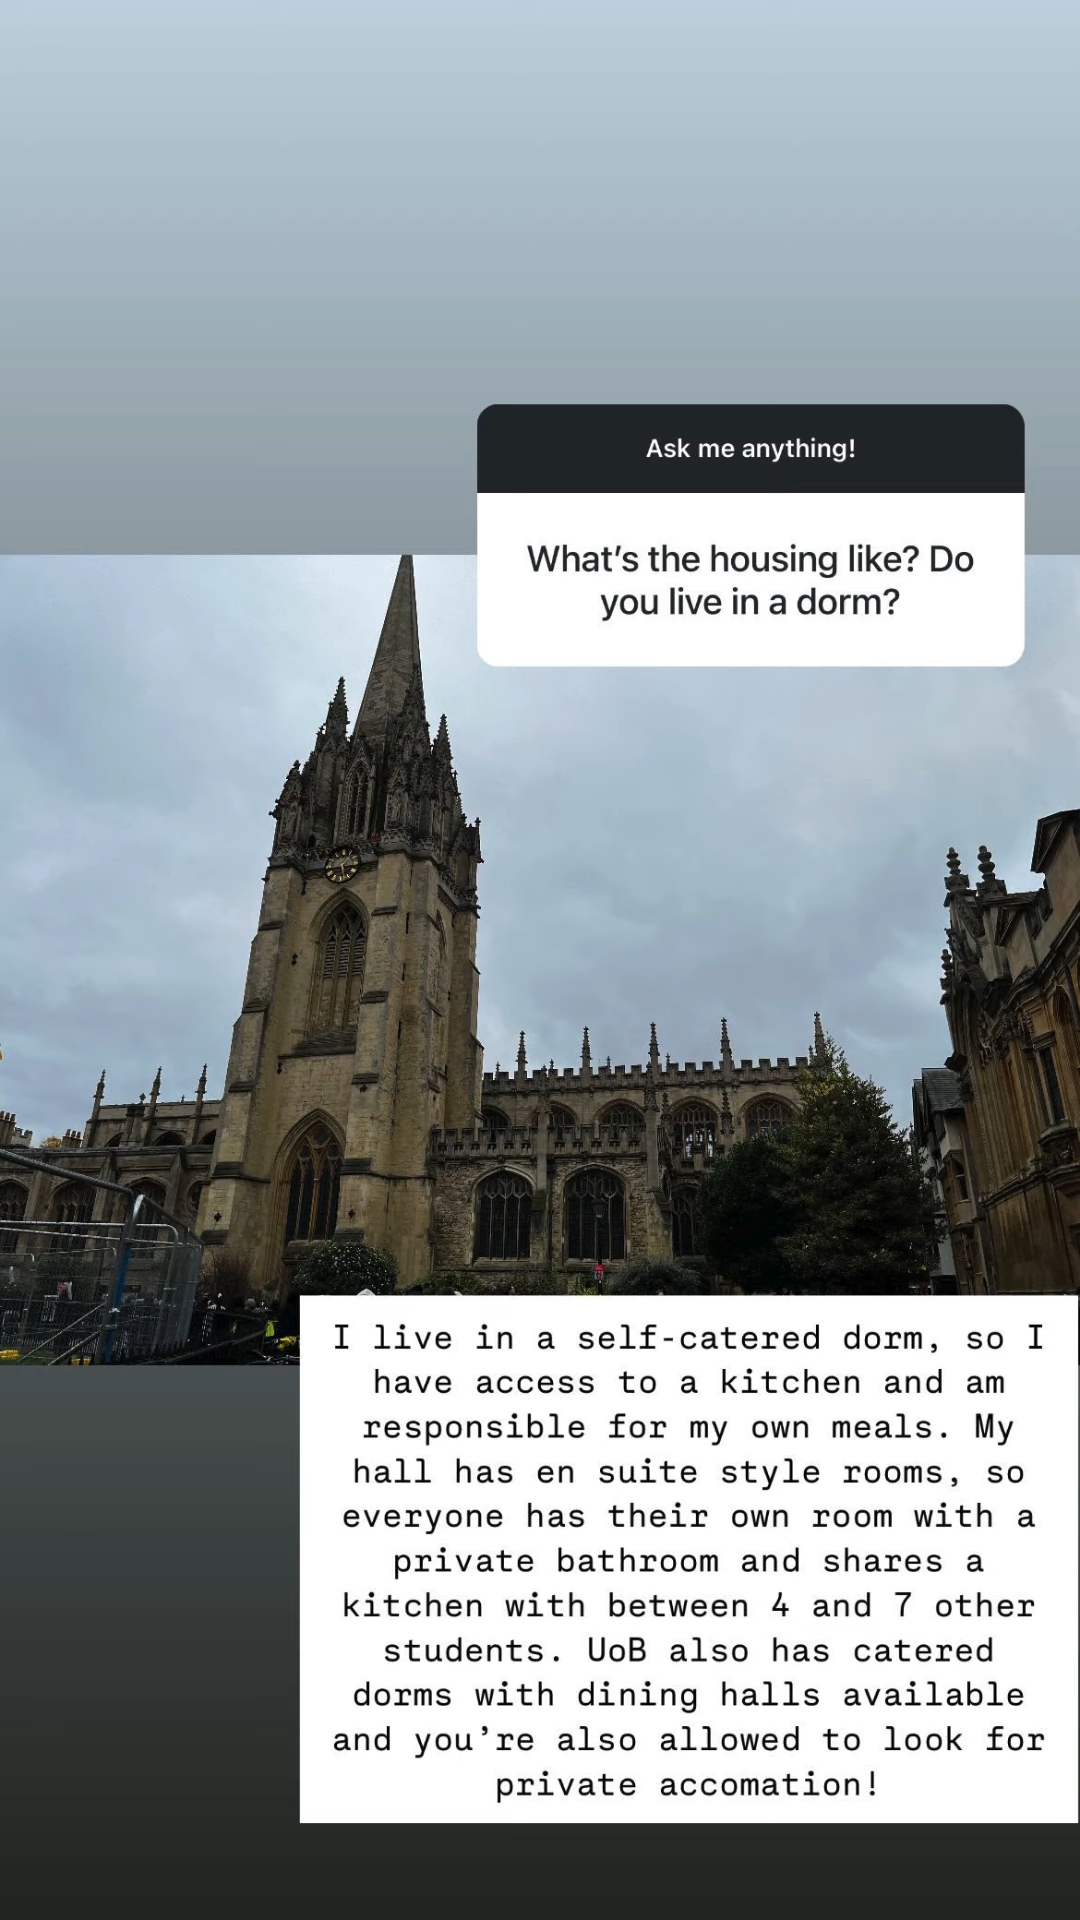 Ask me anything!
What's the housing like? Do
you live in a dorm?
I live in a self-catered dorm, so I
have access to a kitchen and am
responsible for my own meals. My
hall has en suite style rooms, so
everyone has their own room with a
private bathroom and shares a
kitchen with between 4 and 7 other
students. UoB also has catered
dorms with dining halls available
and you're also allowed to look for
private accomation!